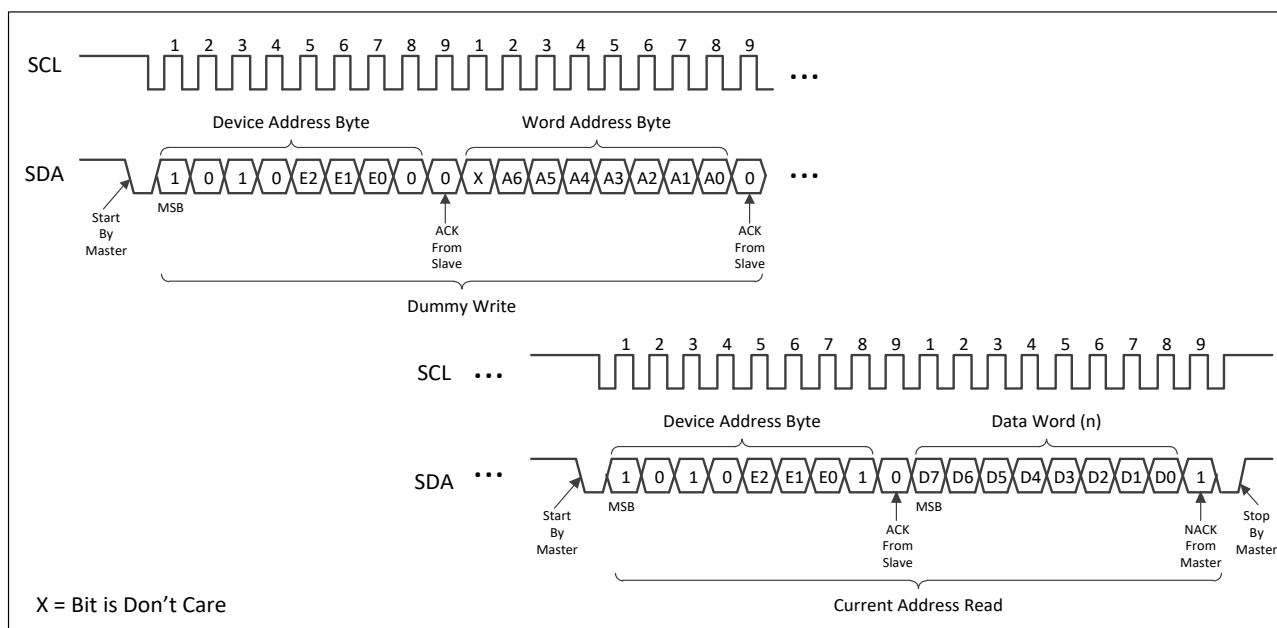 1 2 3 4 5 6 7 8 9 1 2 3 4 5 6 7 8 9
SCL ...
Device Address Byte Word Address Byte
SDA 1 0 1 0 E2 E1 E0 0 0 X A6 A5 A4 A3 A2 A1 A0 0 ...
MSB
Start
By
Master
ACK
From
Slave
ACK
From
Slave
Dummy Write
1 2 3 4 5 6 7 8 9 1 2 3 4 5 6 7 8 9
SCL ...
Device Address Byte Data Word (n)
SDA ... 1 0 1 0 E2 E1 E0 1 0 D7 D6 D5 D4 D3 D2 D1 D0 1
MSB MSB
Start
By
Master
ACK
From
Slave
NACK
From
Master
Stop
By
Master
Current Address Read
X = Bit is Don’t Care